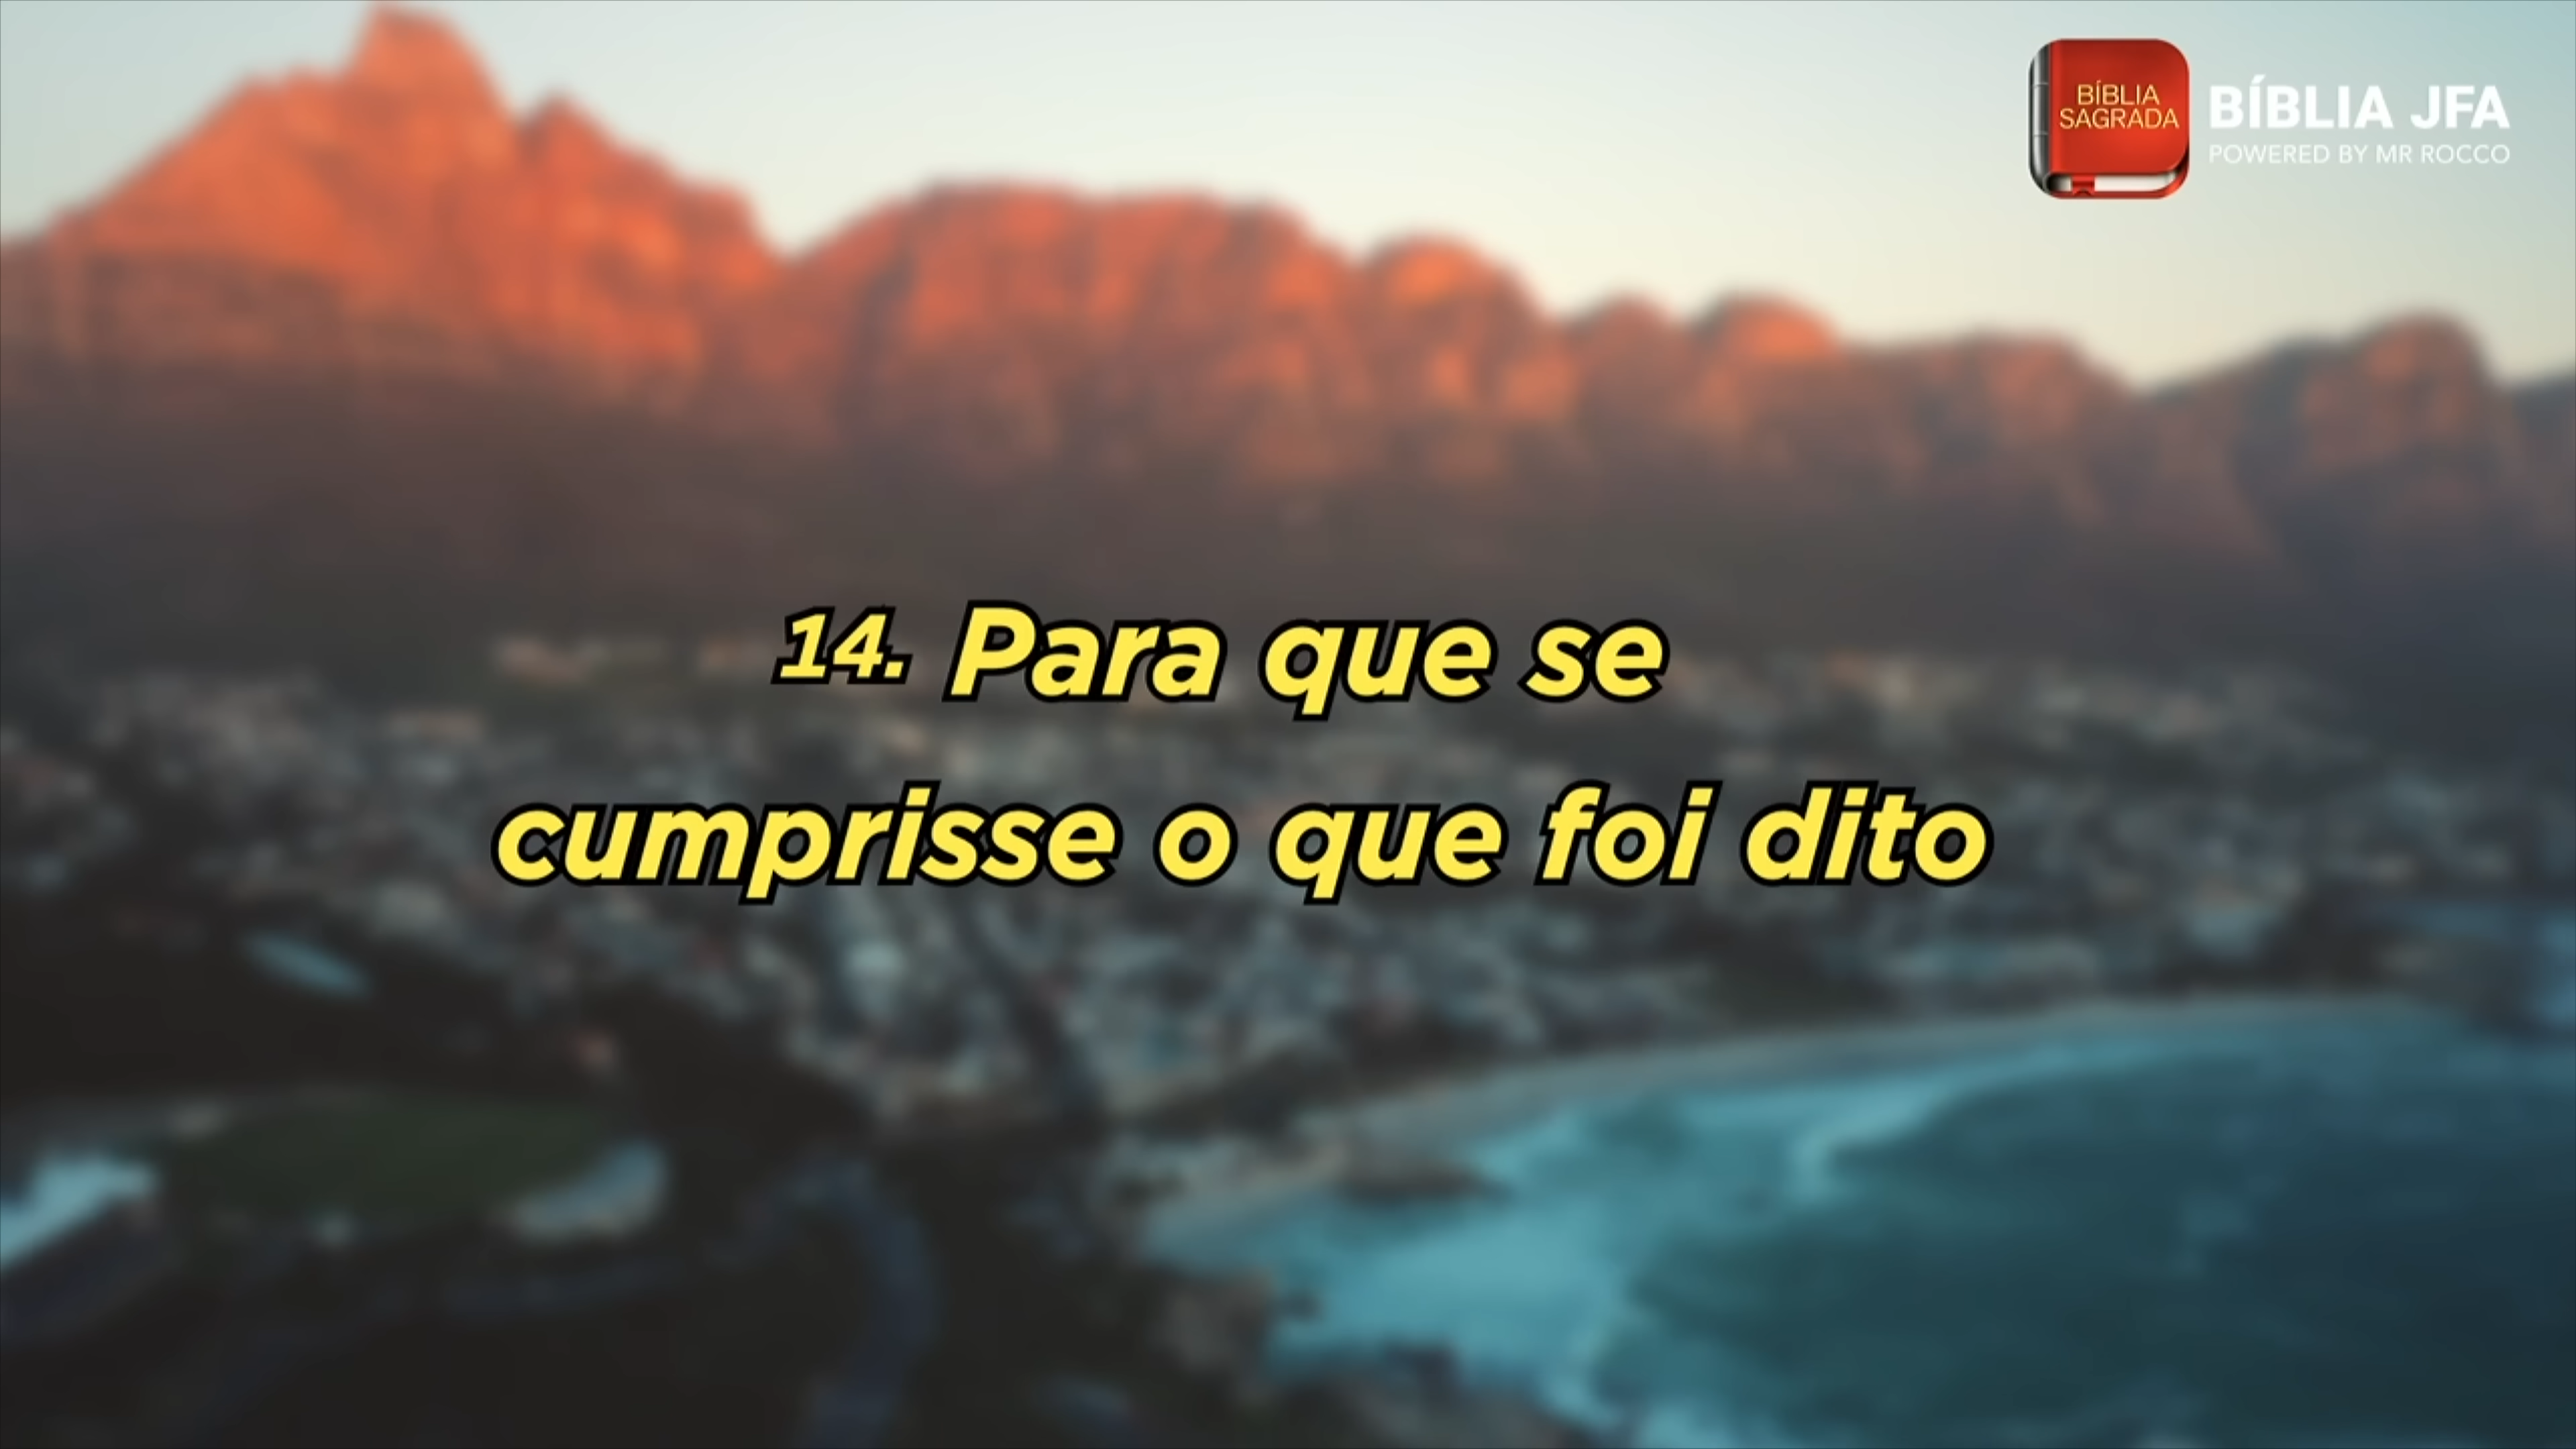 BÍBLIA
SAGRADA
BÍBLIA JFA
POWERED BY MR ROCCO
14. Para que se
cumprisse o que foi dito